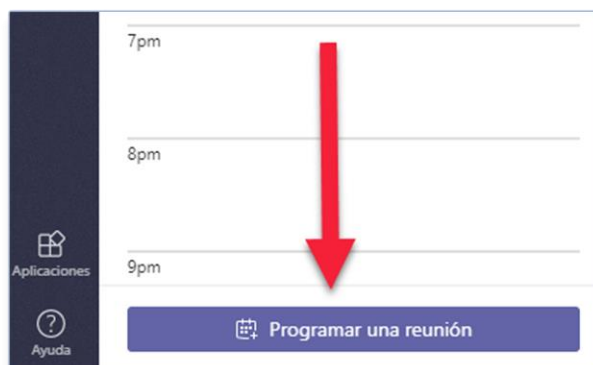 7pm
8pm
9pm
Aplicaciones
Ayuda
Programar una reunión